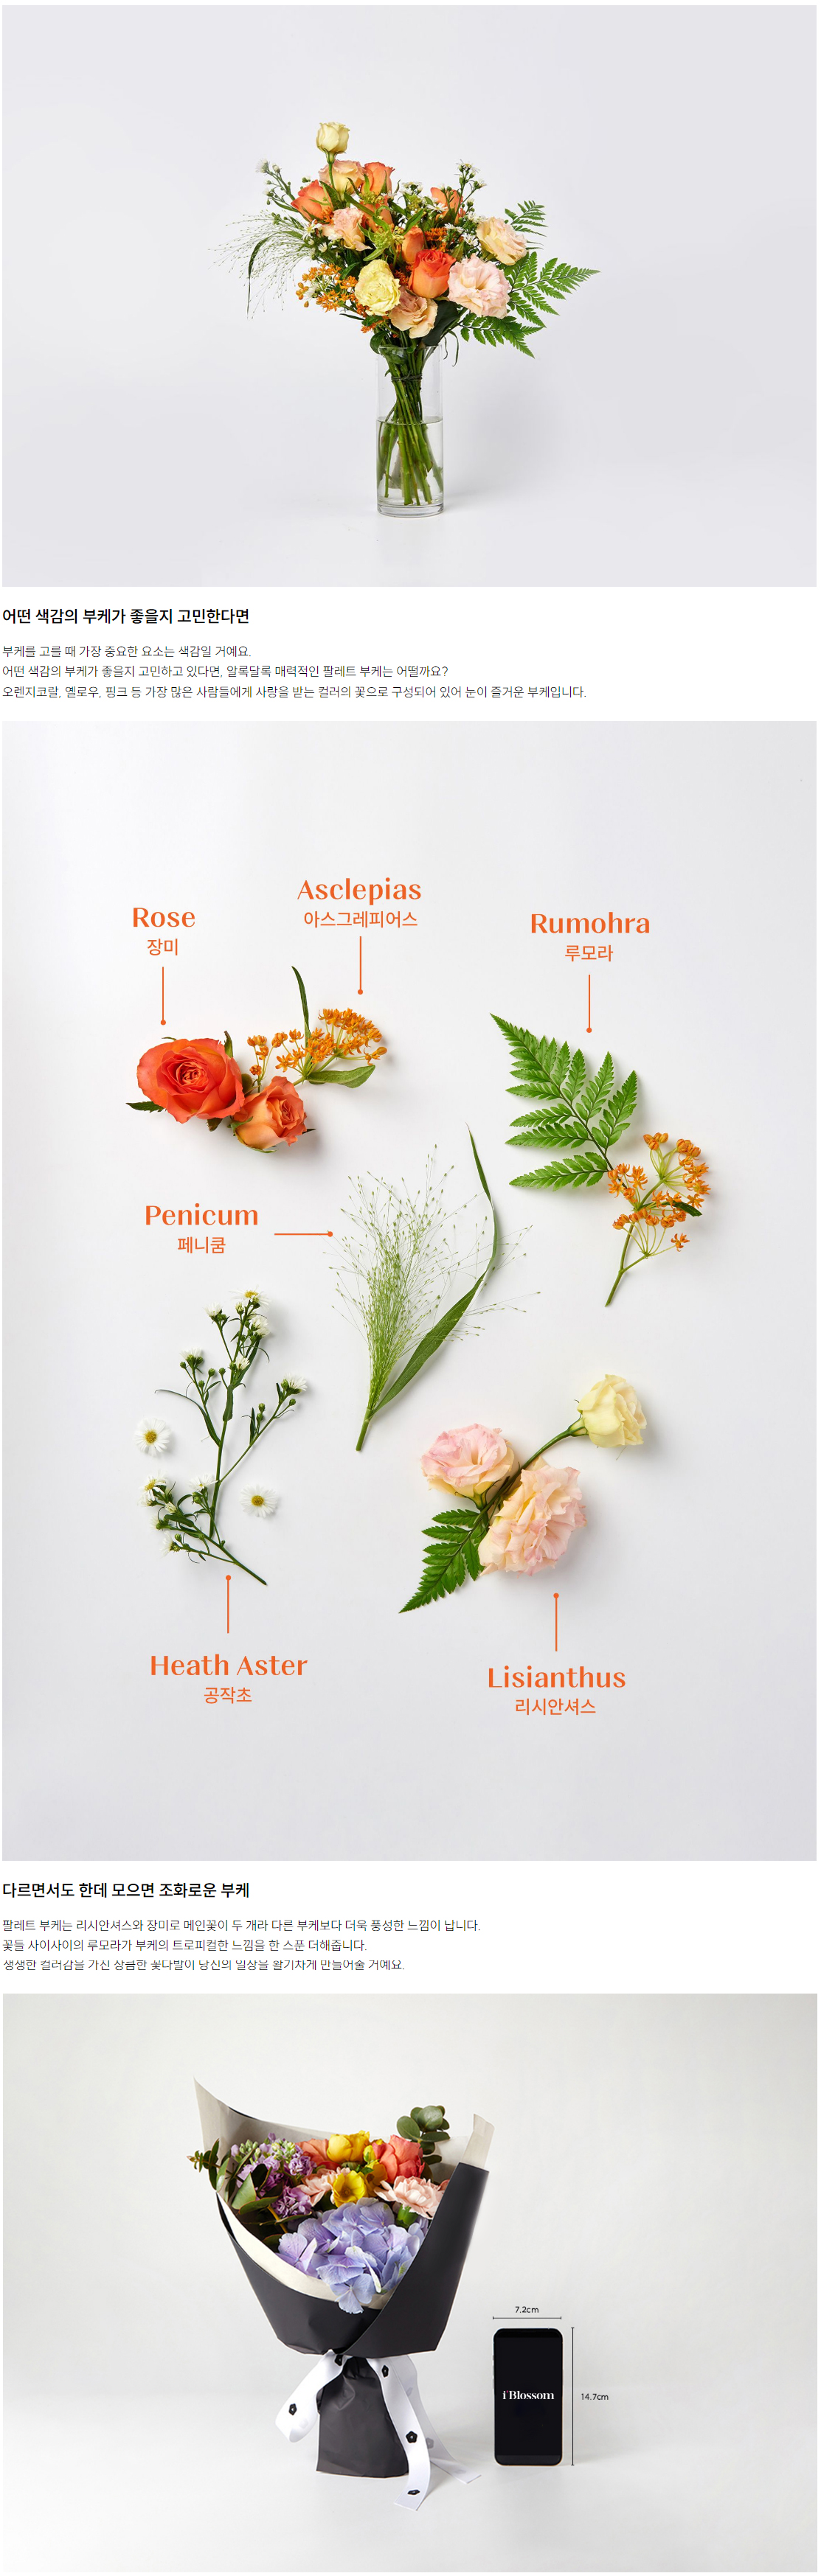 어떤 색감의 부케가 좋을지 고민한다면
부케를 고를 때 가장 중요한 요소는 색감일 거예요.
어떤 색감의 부케가 좋을지 고민하고 있다면, 알록달록 매력적인 팔레트 부케는 어떨까요?
오렌지코랄, 옐로우, 핑크 등 가장 많은 사람들에게 사랑을 받는 컬러의 꽃으로 구성되어 있어 눈이 즐거운 부케입니다.
Asclepias
아스그레피어스
Rose
장미
Rumohra
루모라
Penicum
페니쿰
Heath Aster
공작초
Lisianthus
리시안셔스
다르면서도 한데 모으면 조화로운 부케
팔레트 부케는 리시안셔스와 장미로 메인꽃이 두 개라 다른 부케보다 더욱 풍성한 느낌이 납니다.
꽃들 사이사이의 루모라가 부케의 트로피컬한 느낌을 한 스푼 더해줍니다.
생생한 컬러감을 가진 상큼한 꽃다발이 당신의 일상을 활기차게 만들어줄 거예요.
7.2cm
i Blossom
14.7cm